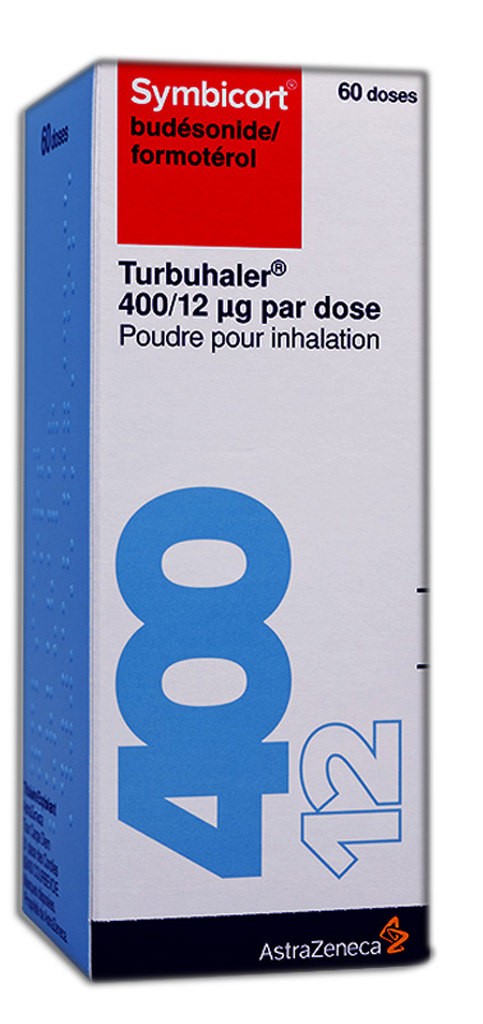 Symbicort®
budésonide/
formotérol
60 doses
Turbuhaler®
400/12 µg par dose
Poudre pour inhalation
400
12
AstraZeneca
60 doses